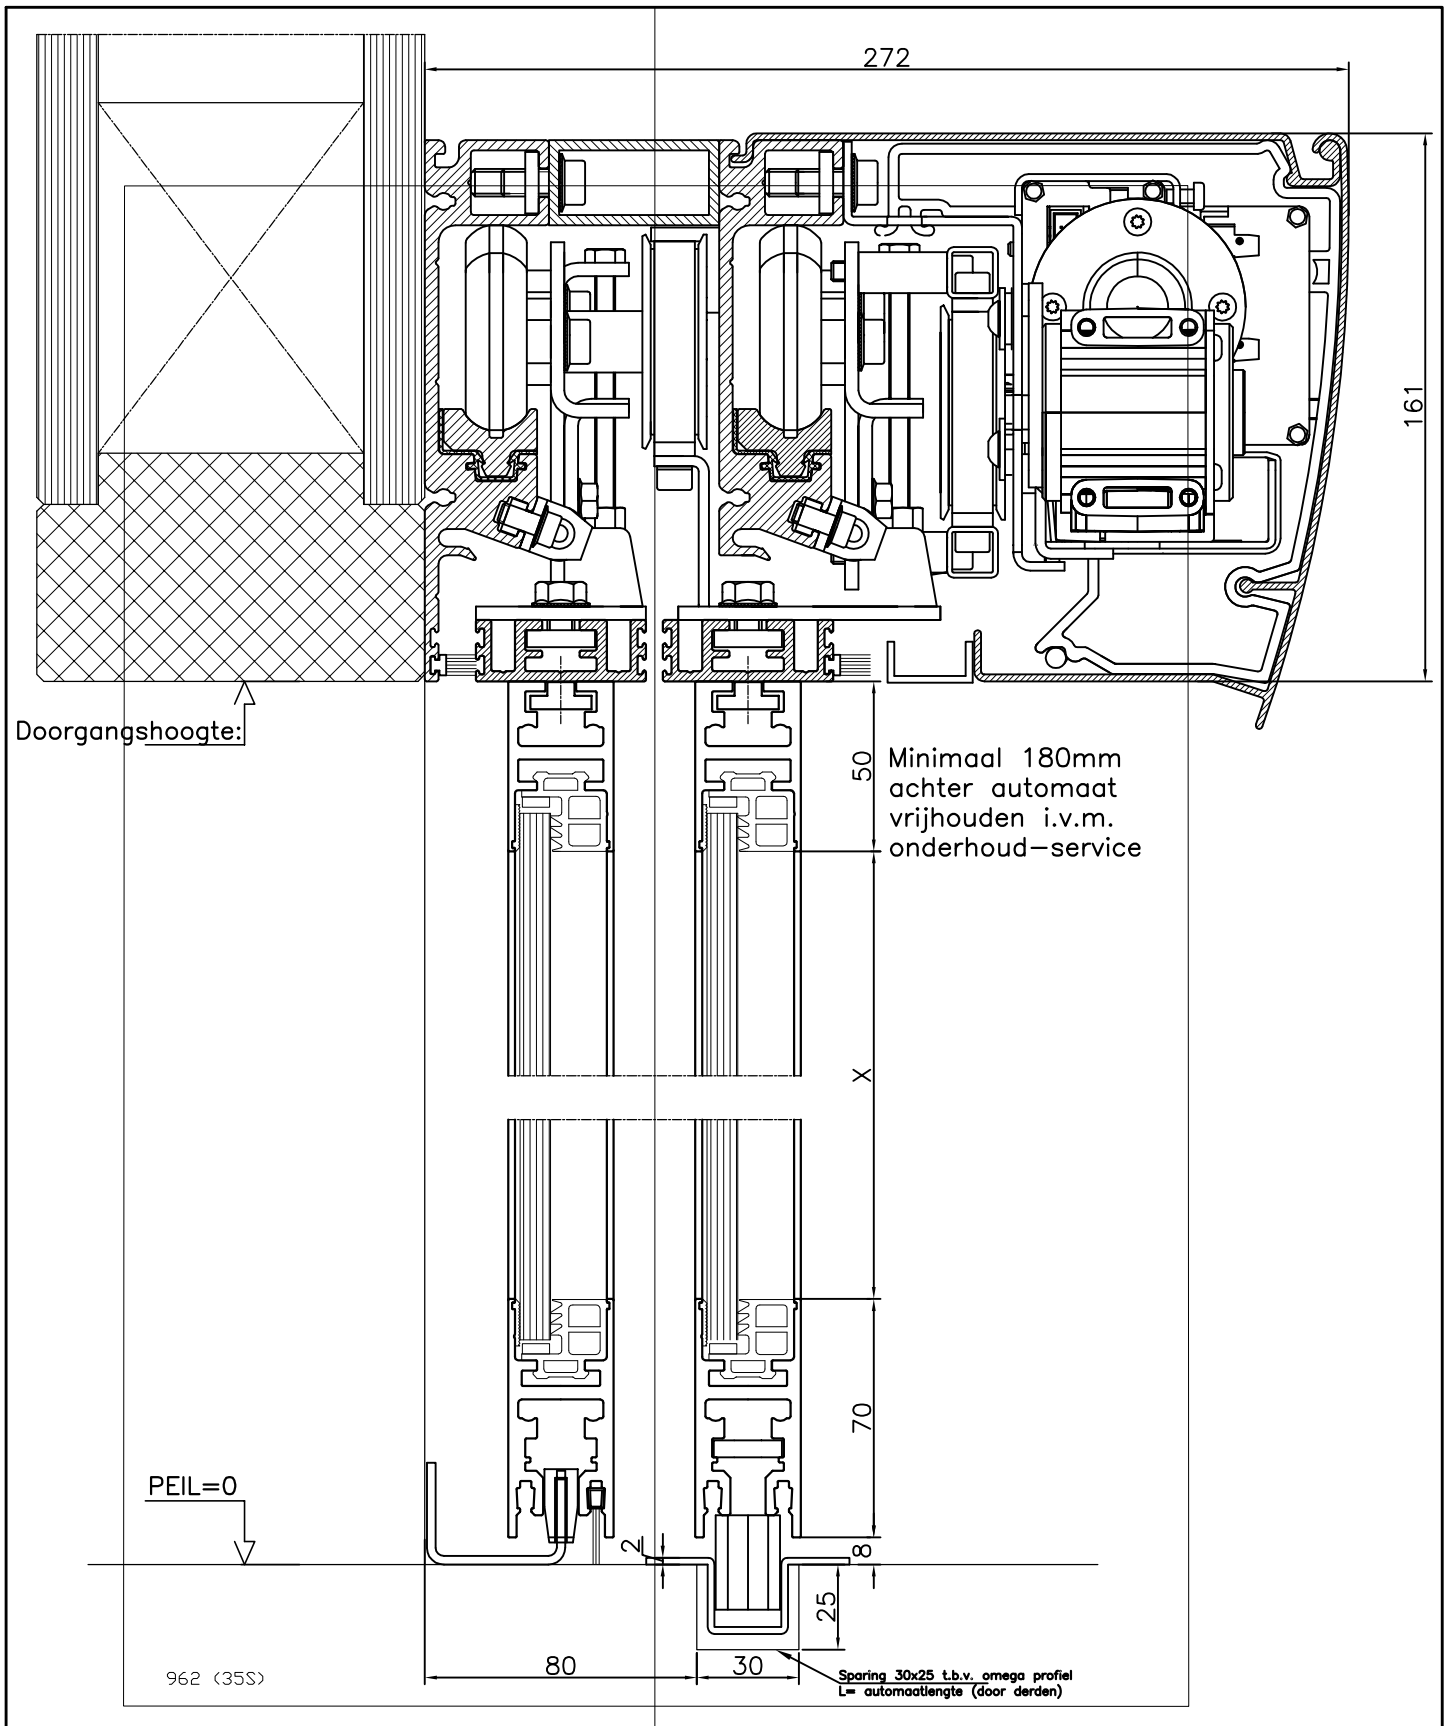 272
161
Doorgangshoogte:
50
Minimaal 180mm
achter automaat
vrijhouden i.v.m.
onderhoud-service
X
70
PEIL=0
2
8
25
962 (35S)
80
30
Sparing 30x25 t.b.v. omega profiel
L= automaatlengte (door derden)